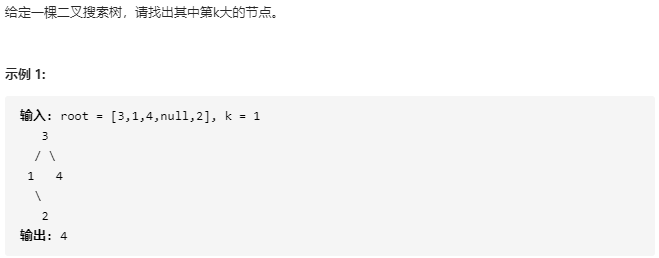 给定一棵二叉搜索树，请找出其中第k大的节点。
示例 1:
输入: root = [3,1,4,null,2], k = 1
   3
  / \
 1   4
  \
   2
输出: 4